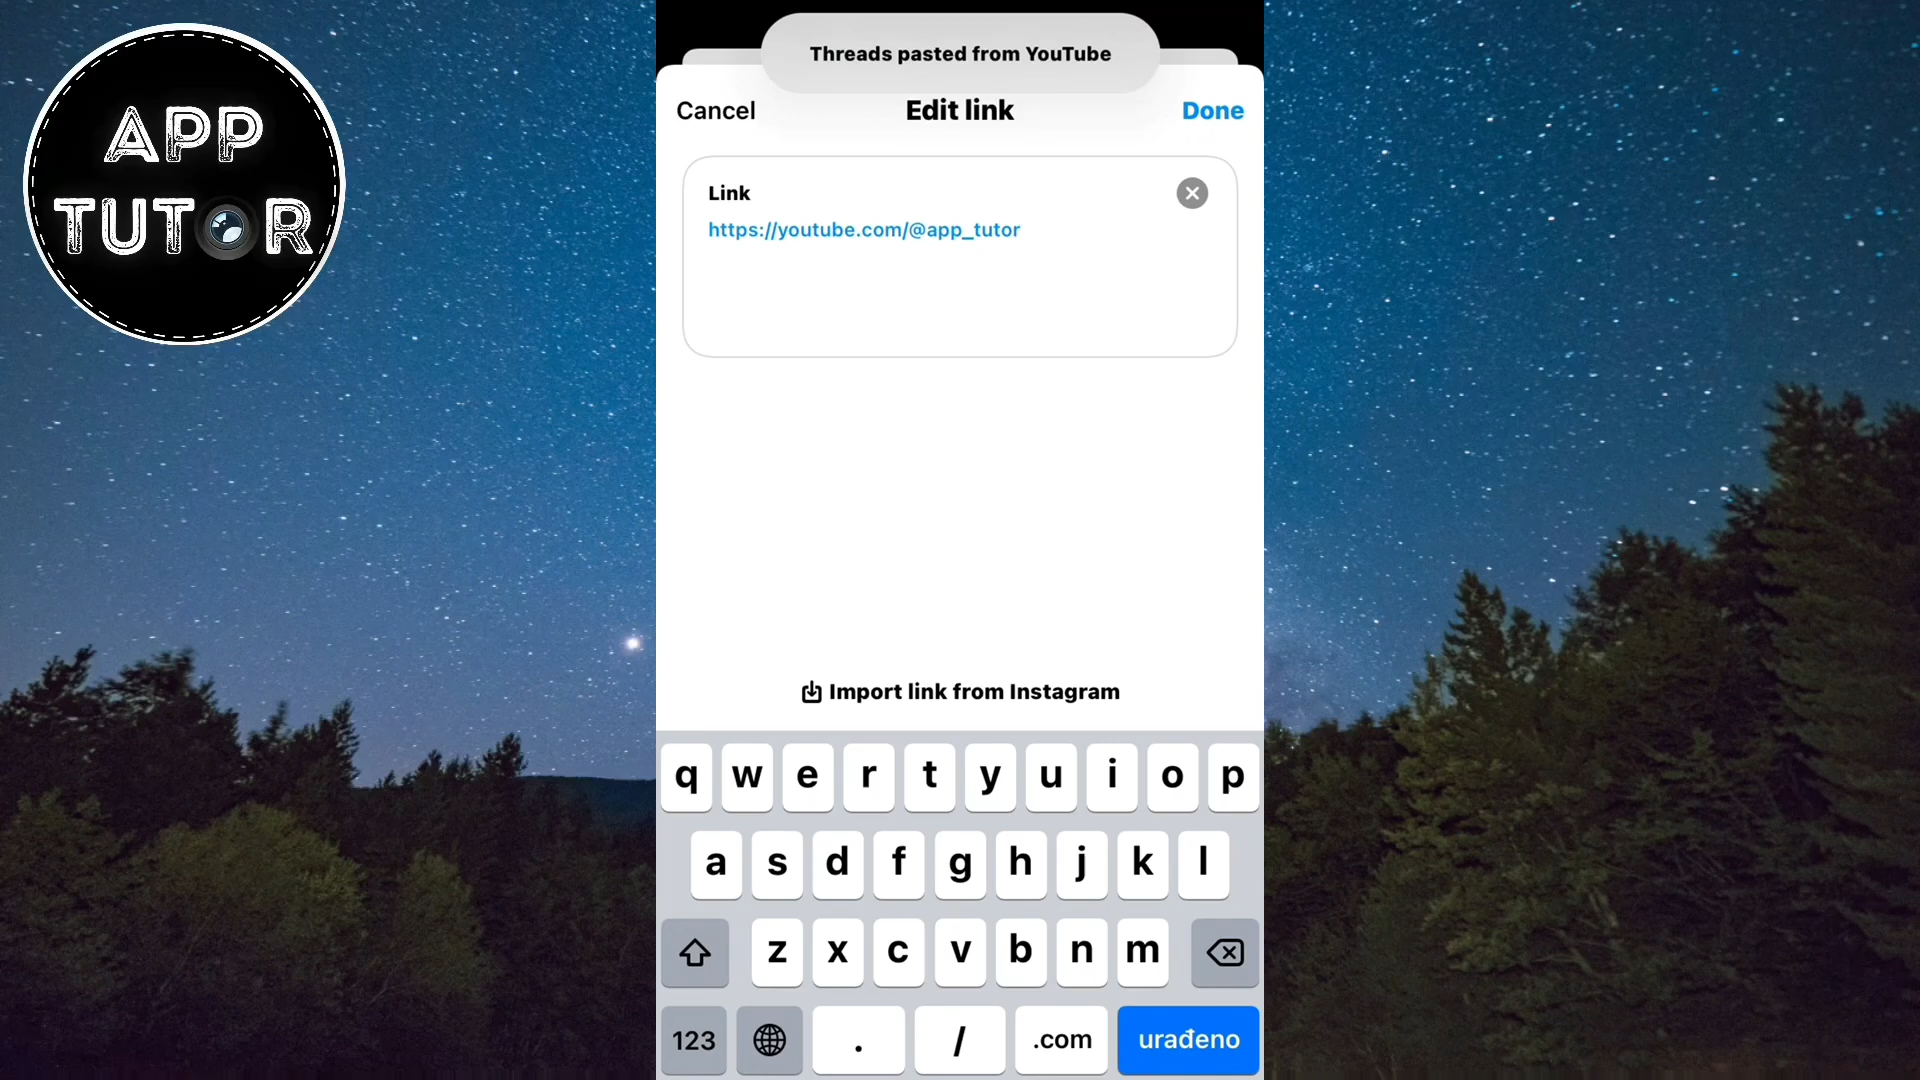 APP
TUTOR
Threads pasted from YouTube
Cancel
Edit link
Done
Link
https://youtube.com/@app_tutor
Import link from Instagram
q w e r t y u i o p
a s d f g h j k l
z x c v b n m
123 . / .com urađeno